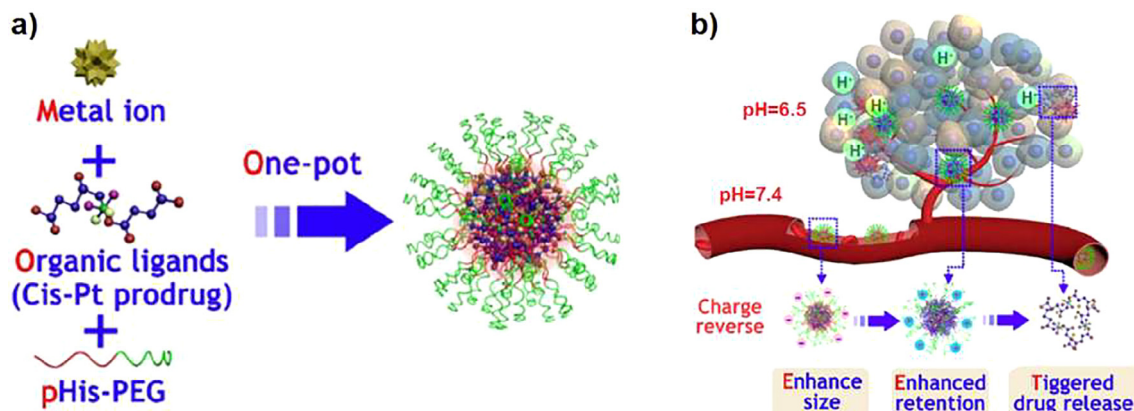 a)
Metal ion
+
Organic ligands
(Cis-Pt prodrug)
+
pHis-PEG
One-pot
b)
pH=6.5
pH=7.4
H+
H+
H+
H+
H+
H+
Charge
reverse
Enhance
size
Enhanced
retention
Tiggered
drug release